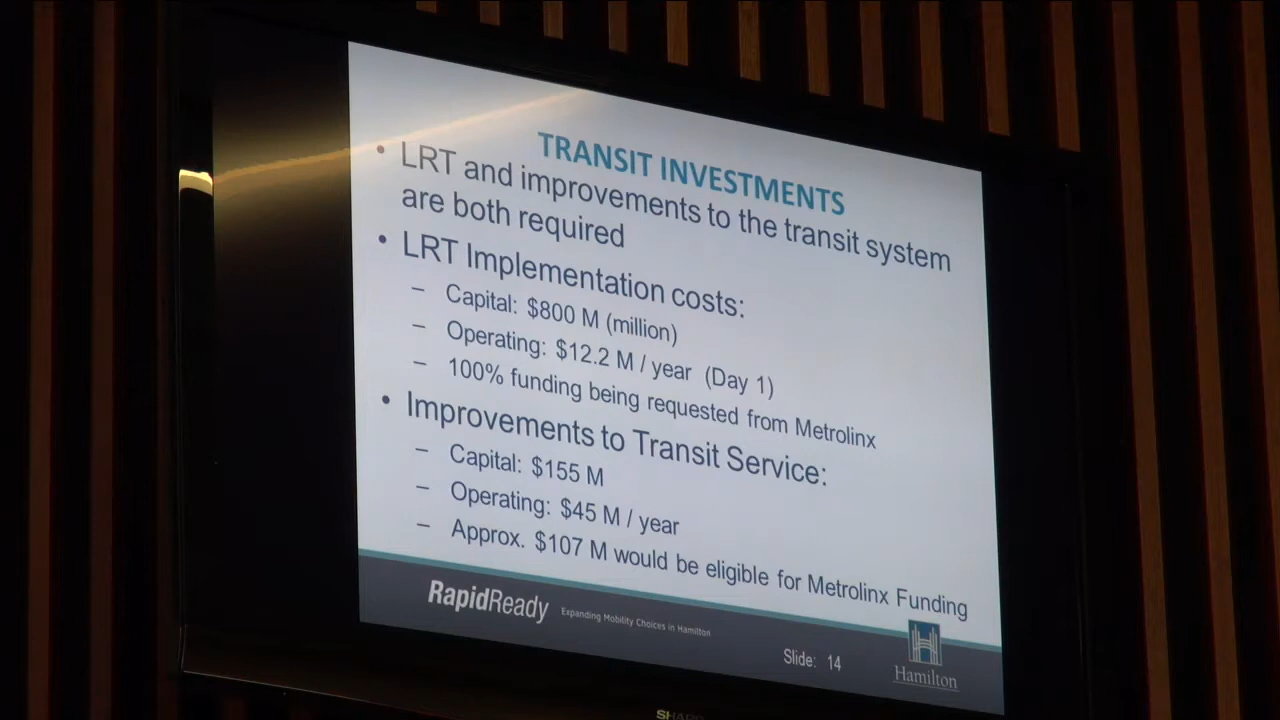 TRANSIT INVESTMENTS
• LRT and improvements to the transit system
are both required
• LRT Implementation costs:
– Capital: $800 M (million)
– Operating: $12.2 M / year (Day 1)
– 100% funding being requested from Metrolinx
• Improvements to Transit Service:
– Capital: $155 M
– Operating: $45 M / year
– Approx. $107 M would be eligible for Metrolinx Funding
RapidReady Expanding Mobility Choices in Hamilton
Slide: 14
Hamilton
SHARP